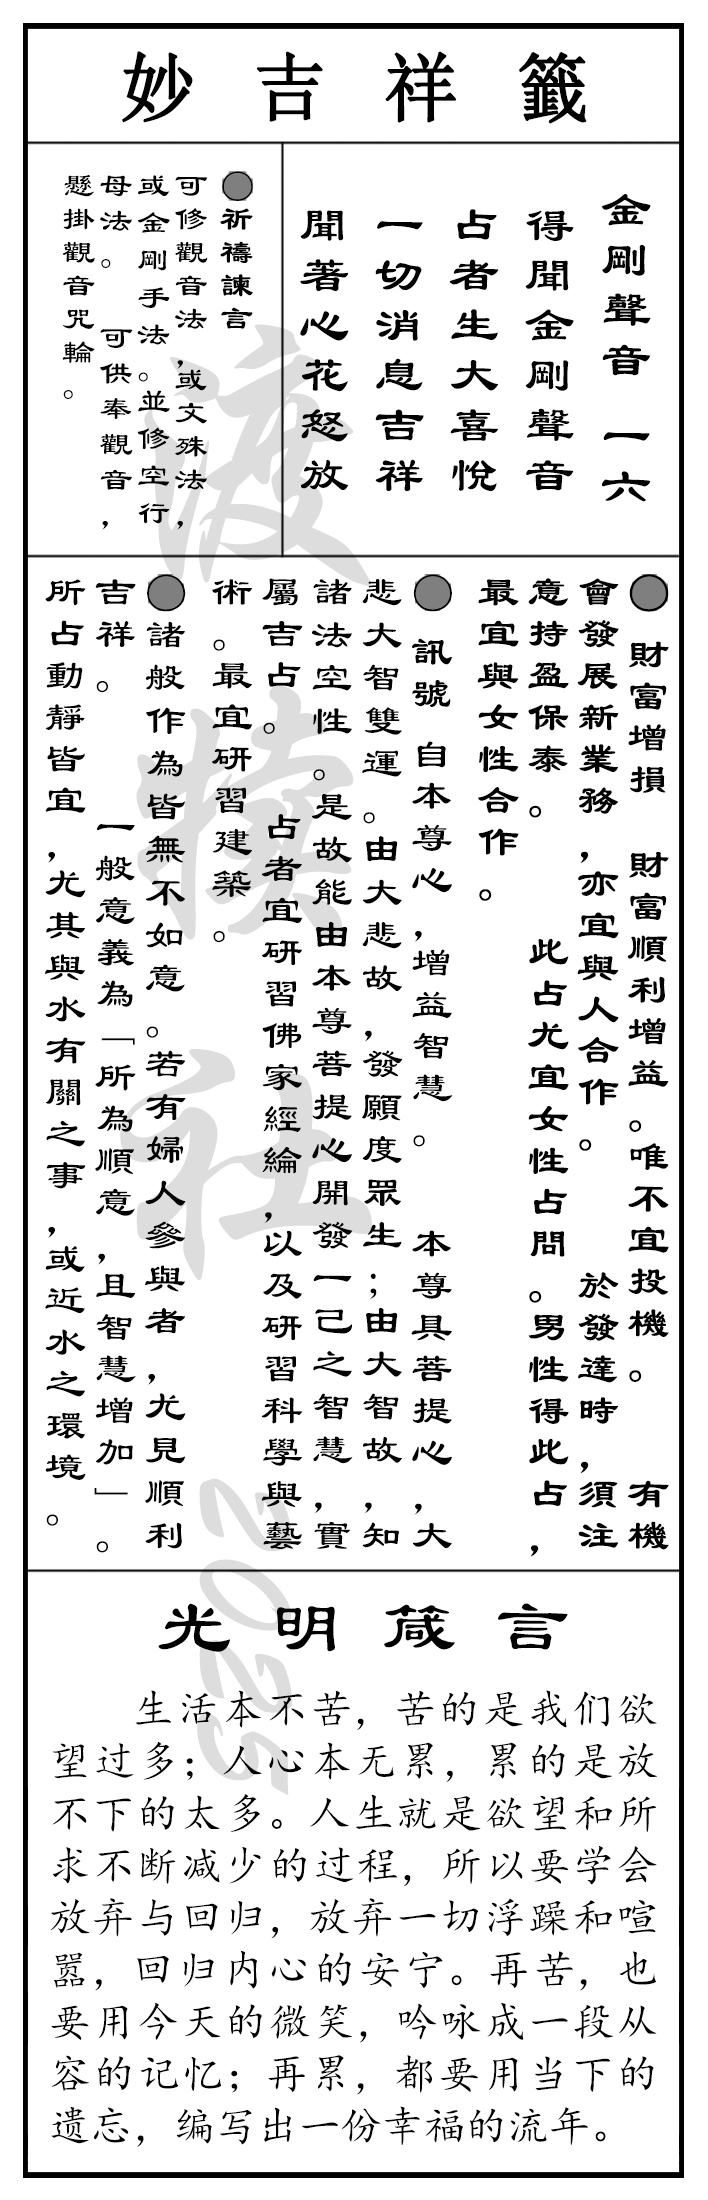 妙吉祥籤
金剛聲音 一六
得聞金剛聲音
占者生大喜悅
一切消息吉祥
聞著心花怒放
●祈禱諫言
可修觀音法,或文殊法,
或金剛手法。並修空行
母法。 可供奉觀音,
懸掛觀音咒輪。
●財富增損 財富順利增益。唯不宜投機。 有機
會發展新業務,亦宜與人合作。 於發達時,須注
意持盈保泰。 此占尤宜女性占問。男性得此占,
最宜與女性合作。
●訊號 自本尊心,增益智慧。 本尊具菩提心,大
悲大智雙運。由大悲故,發願度眾生;由大智故,知
諸法空性。是故能由本尊菩提心開發一己之智慧,實
屬吉占。 占者宜研習佛家經綸,以及研習科學與藝
術。最宜研習建築。
●諸般作為皆無不如意。若有婦人參與者,尤見順利
吉祥。 一般意義為「所為順意,且智慧增加」。
所占動靜皆宜,尤其與水有關之事,或近水之環境。
渡犊社 2025
光明箴言
生活本不苦，苦的是我们欲
望过多；人心本无累，累的是放
不下的太多。人生就是欲望和所
求不断减少的过程，所以要学会
放弃与回归，放弃一切浮躁和喧
嚣，回归内心的安宁。再苦，也
要用今天的微笑，吟咏成一段从
容的记忆；再累，都要用当下的
遗忘，编写出一份幸福的流年。